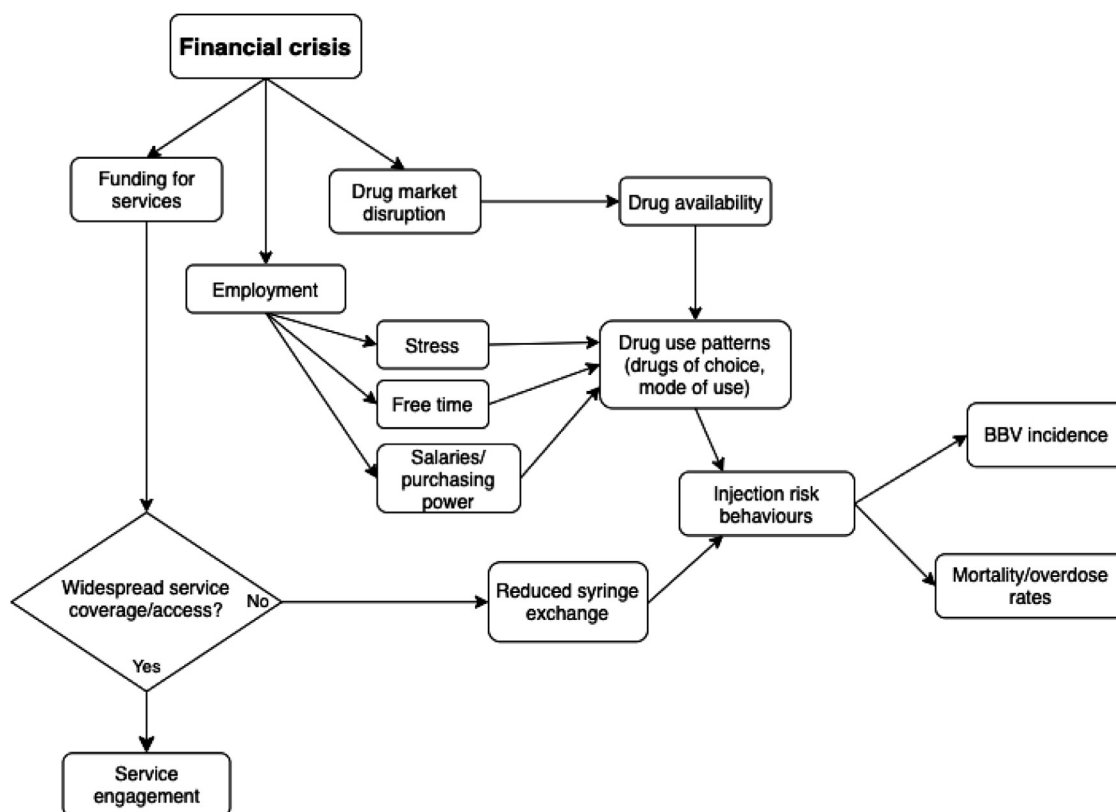 Financial crisis
Funding for
services
Drug market
disruption
Drug availability
Employment
Stress
Free time
Salaries/
purchasing
power
Drug use patterns
(drugs of choice,
mode of use)
BBV incidence
Injection risk
behaviours
Mortality/overdose
rates
Widespread service
coverage/access?
No
Yes
Reduced syringe
exchange
Service
engagement